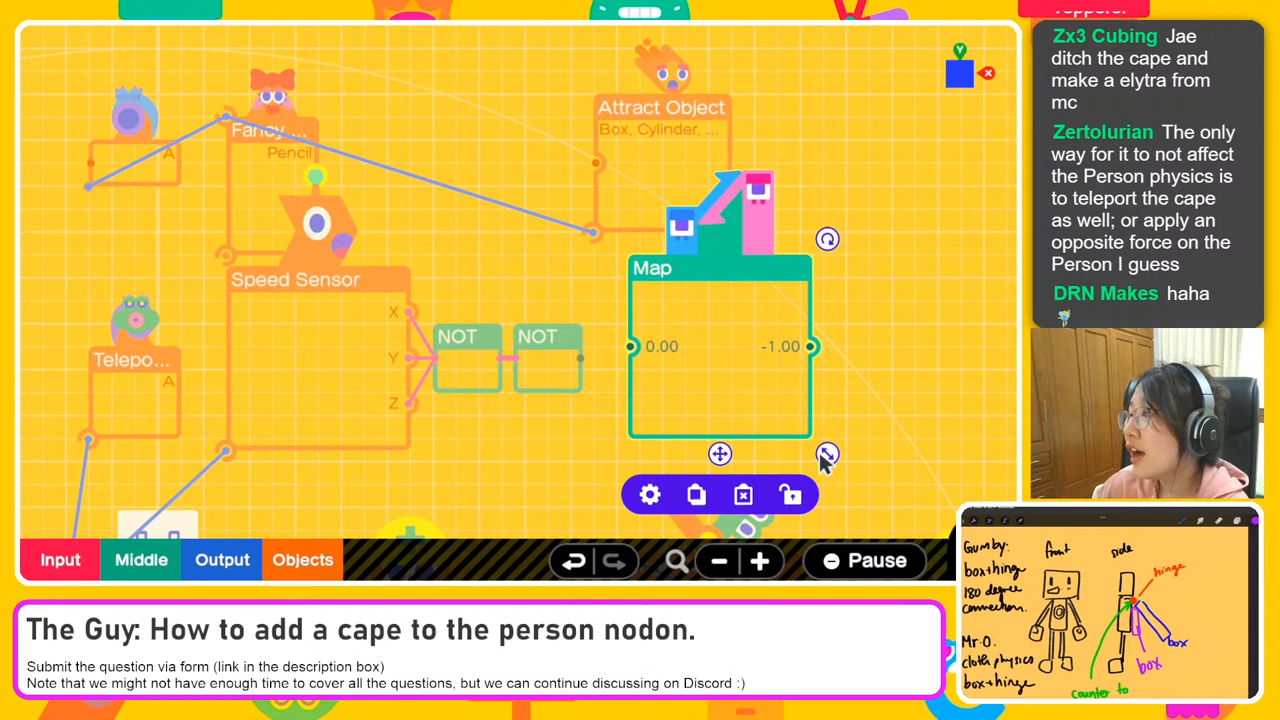 A
Fancy ...
Pencil
Attract Object
Box, Cylinder, ...
Y
X
Speed Sensor
X
Y
Z
NOT
NOT
Map
0.00
-1.00
Telepo...
A
Input
Middle
Output
Objects
Pause
Zx3 Cubing Jae
ditch the cape and
make a elytra from
mc
Zertolurian The only
way for it to not affect
the Person physics is
to teleport the cape
as well; or apply an
opposite force on the
Person I guess
DRN Makes haha
Gumby:
box+hinge
180 degree
connection.
Mr.O
cloth physics
box+hinge
front
side
hinge
box
box
counter to
The Guy: How to add a cape to the person nodon.
Submit the question via form (link in the description box)
Note that we might not have enough time to cover all the questions, but we can continue discussing on Discord :)